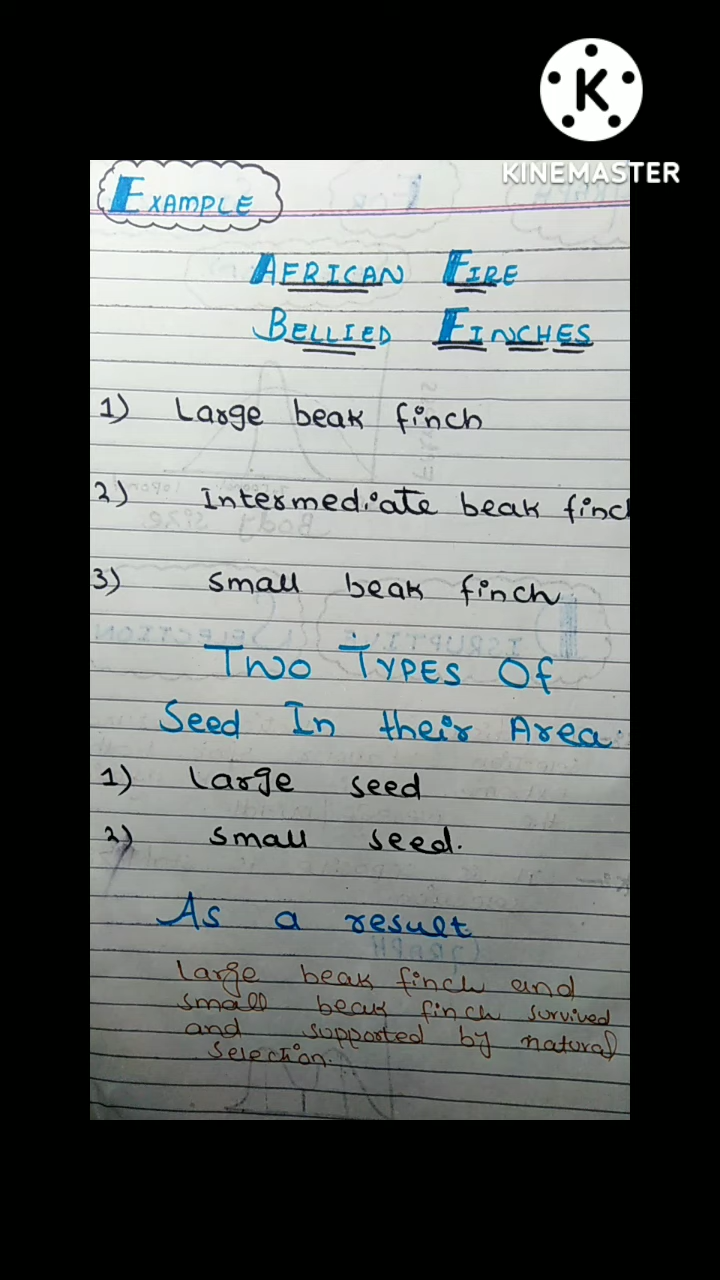 K
KINEMASTER
EXAMPLE
AFRICAN FIRE
BELLIED FINCHES
1) Large beak finch
2) Intermediate beak finc
3) small beak finch
TWO TYPES Of
Seed In their Area.
1) large seed
2) small seed.
As a result
large beak finch and
small beak finch survived
and supported by natural
selection.